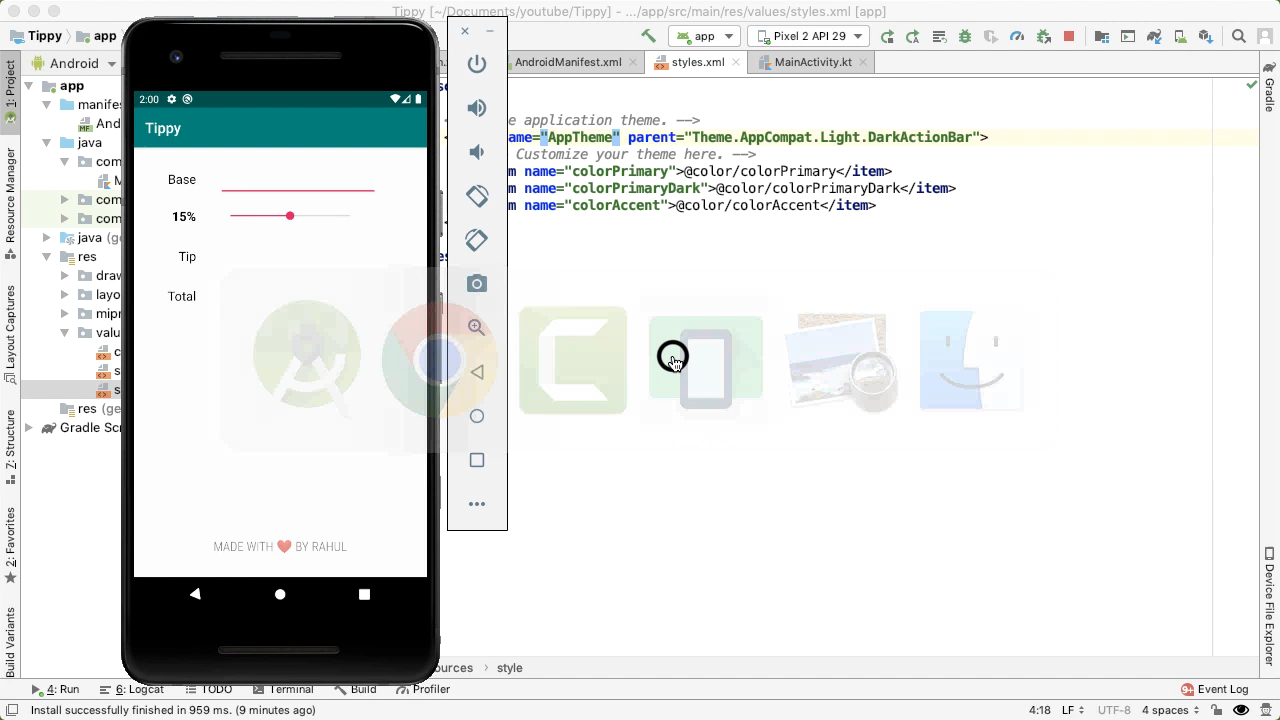 Tippy [~/Documents/youtube/Tippy] - .../app/src/main/res/values/styles.xml [app]
Tippy
app
app
Pixel 2 API 29
Android
AndroidManifest.xml
styles.xml
MainActivity.kt
app
e application theme. -->
ame="AppTheme" parent="Theme.AppCompat.Light.DarkActionBar">
Customize your theme here. -->
m name="colorPrimary">@color/colorPrimary</item>
m name="colorPrimaryDark">@color/colorPrimaryDark</item>
m name="colorAccent">@color/colorAccent</item>
manifes
And
java
com
com
com
java (ge
res
draw
layo
mipr
valu
res (ge
Gradle Scr
2:00
Tippy
Base
15%
Tip
Total
MADE WITH ❤ BY RAHUL
1: Project
Resource Manager
Layout Captures
7: Structure
2: Favorites
Build Variants
Gradle
Device File Explorer
ources › style
4: Run
6: Logcat
TODO
Terminal
Build
Profiler
9+ Event Log
Install successfully finished in 959 ms. (9 minutes ago)
4:18 LF UTF-8 4 spaces